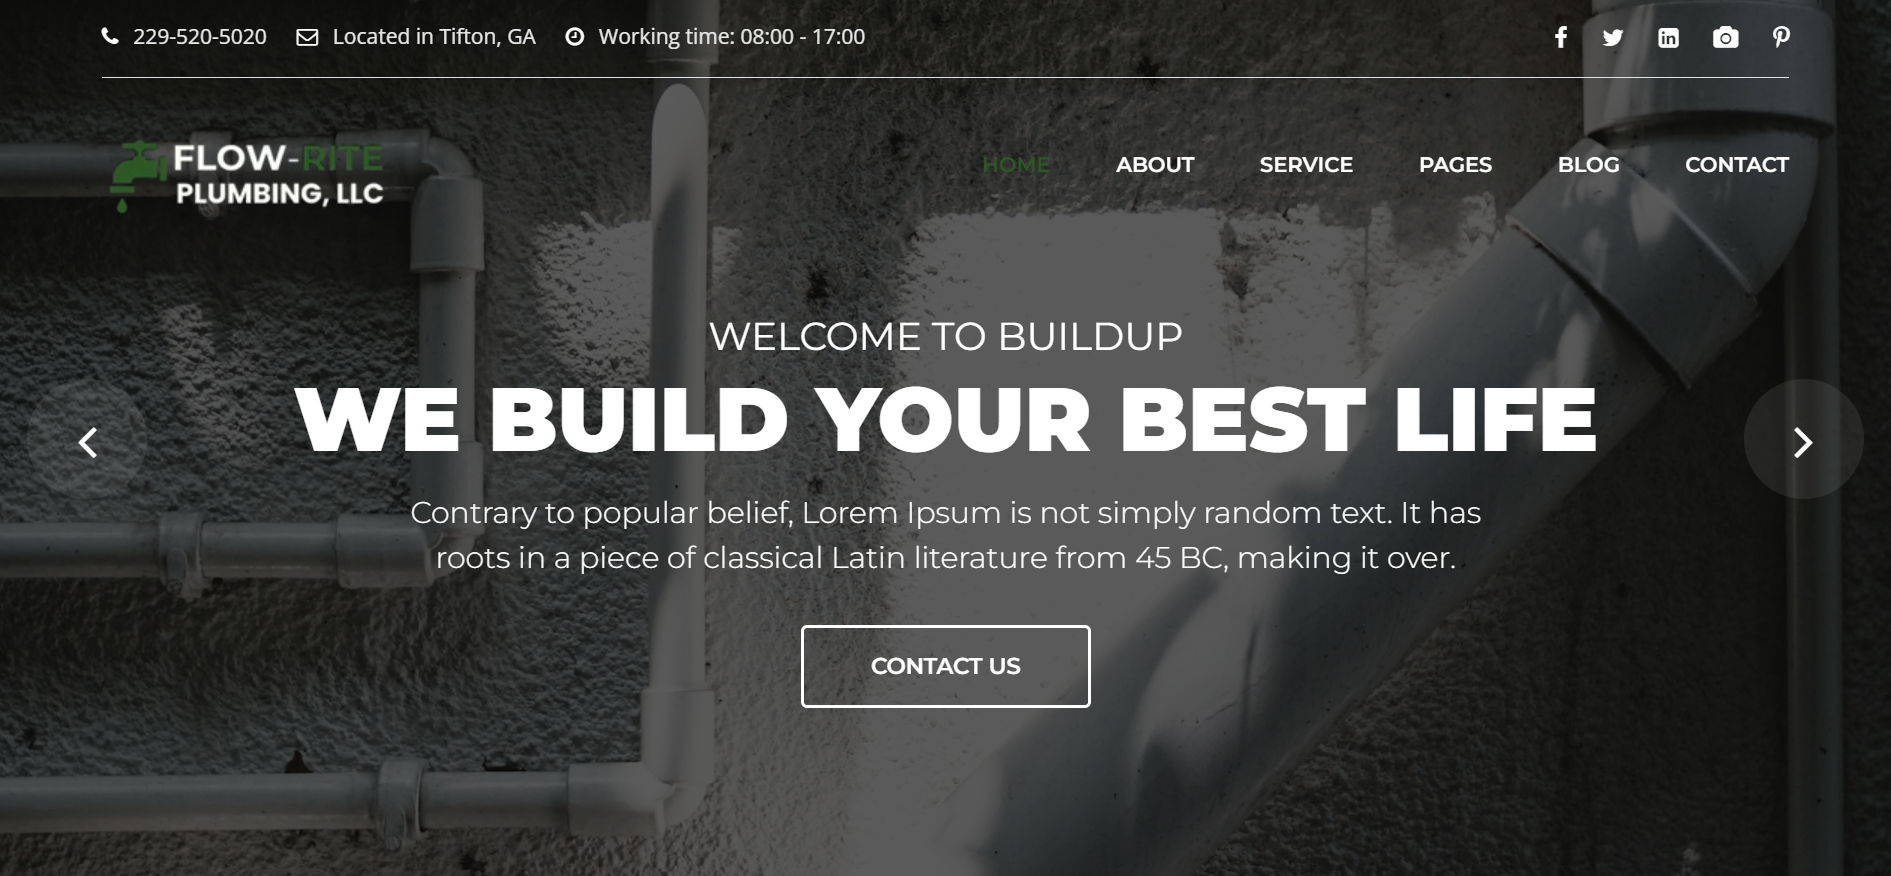 229-520-5020 Located in Tifton, GA Working time: 08:00 - 17:00
FLOW-RITE
PLUMBING, LLC
HOME ABOUT SERVICE PAGES BLOG CONTACT
WELCOME TO BUILDUP
WE BUILD YOUR BEST LIFE
Contrary to popular belief, Lorem Ipsum is not simply random text. It has
roots in a piece of classical Latin literature from 45 BC, making it over.
CONTACT US